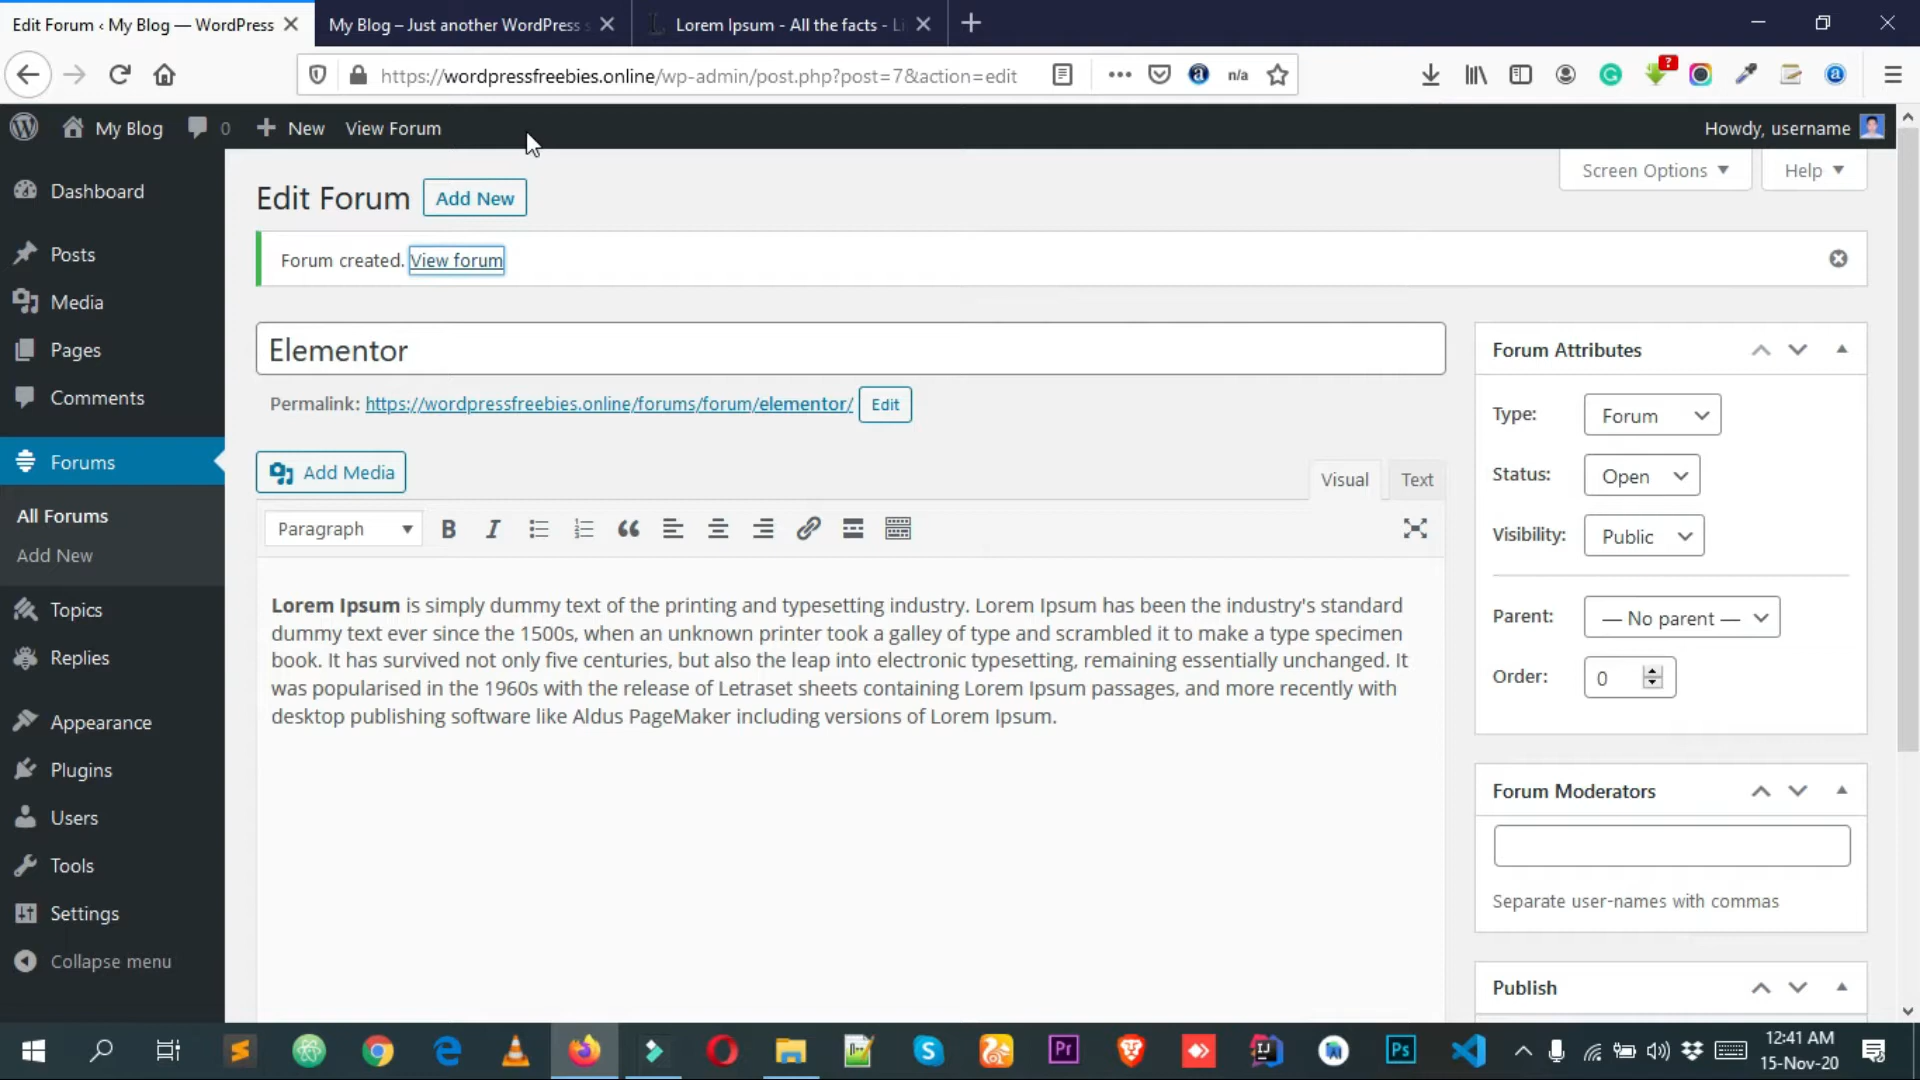 Edit Forum ‹ My Blog — WordPress
My Blog – Just another WordPress s
Lorem Ipsum - All the facts - Li
https://wordpressfreebies.online/wp-admin/post.php?post=7&action=edit
n/a
?
My Blog
0
New
View Forum
Howdy, username
Screen Options
Help
Dashboard
Posts
Media
Pages
Comments
Forums
All Forums
Add New
Topics
Replies
Appearance
Plugins
Users
Tools
Settings
Collapse menu
Edit Forum
Add New
Forum created. View forum
Elementor
Permalink: https://wordpressfreebies.online/forums/forum/elementor/
Edit
Add Media
Visual
Text
Paragraph
B
I
Lorem Ipsum is simply dummy text of the printing and typesetting industry. Lorem Ipsum has been the industry's standard
dummy text ever since the 1500s, when an unknown printer took a galley of type and scrambled it to make a type specimen
book. It has survived not only five centuries, but also the leap into electronic typesetting, remaining essentially unchanged. It
was popularised in the 1960s with the release of Letraset sheets containing Lorem Ipsum passages, and more recently with
desktop publishing software like Aldus PageMaker including versions of Lorem Ipsum.
Forum Attributes
Type:
Forum
Status:
Open
Visibility:
Public
Parent:
— No parent —
Order:
0
Forum Moderators
Separate user-names with commas
Publish
Pr
Ps
12:41 AM
15-Nov-20